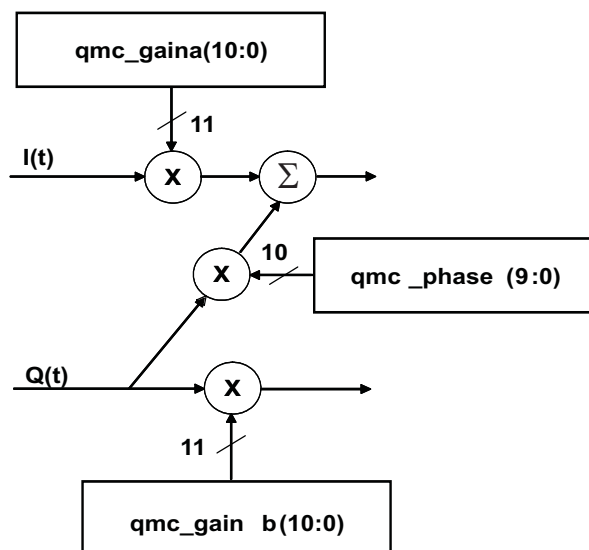 qmc_gaina(10:0)
11
I(t)
X
Σ
10
X
qmc _phase (9:0)
Q(t)
X
11
qmc_gain b(10:0)